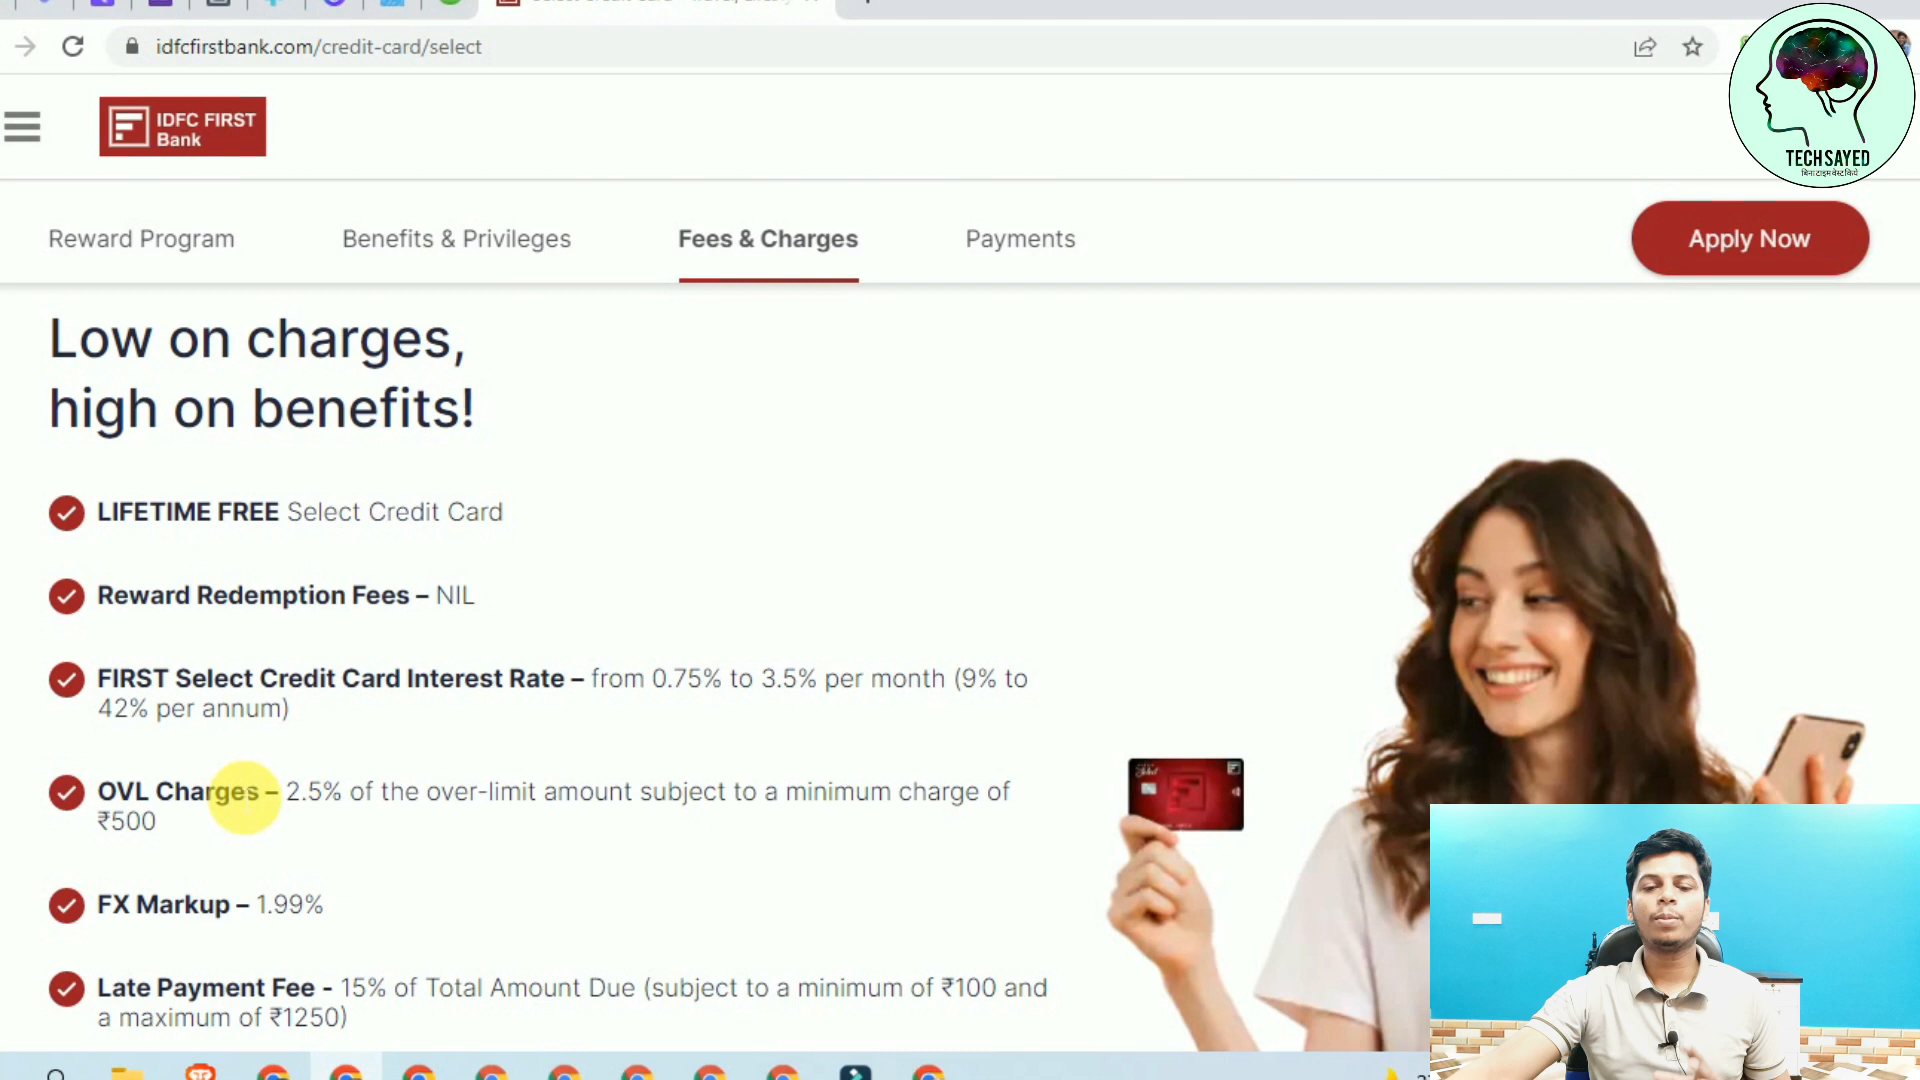 idfcfirstbank.com/credit-card/select
IDFC FIRST
Bank
TECH SAYED
बिना टाइम वेस्ट किये
Reward Program
Benefits & Privileges
Fees & Charges
Payments
Apply Now
Low on charges,
high on benefits!
LIFETIME FREE Select Credit Card
Reward Redemption Fees – NIL
FIRST Select Credit Card Interest Rate – from 0.75% to 3.5% per month (9% to
42% per annum)
OVL Charges – 2.5% of the over-limit amount subject to a minimum charge of
₹500
FX Markup – 1.99%
Late Payment Fee - 15% of Total Amount Due (subject to a minimum of ₹100 and
a maximum of ₹1250)